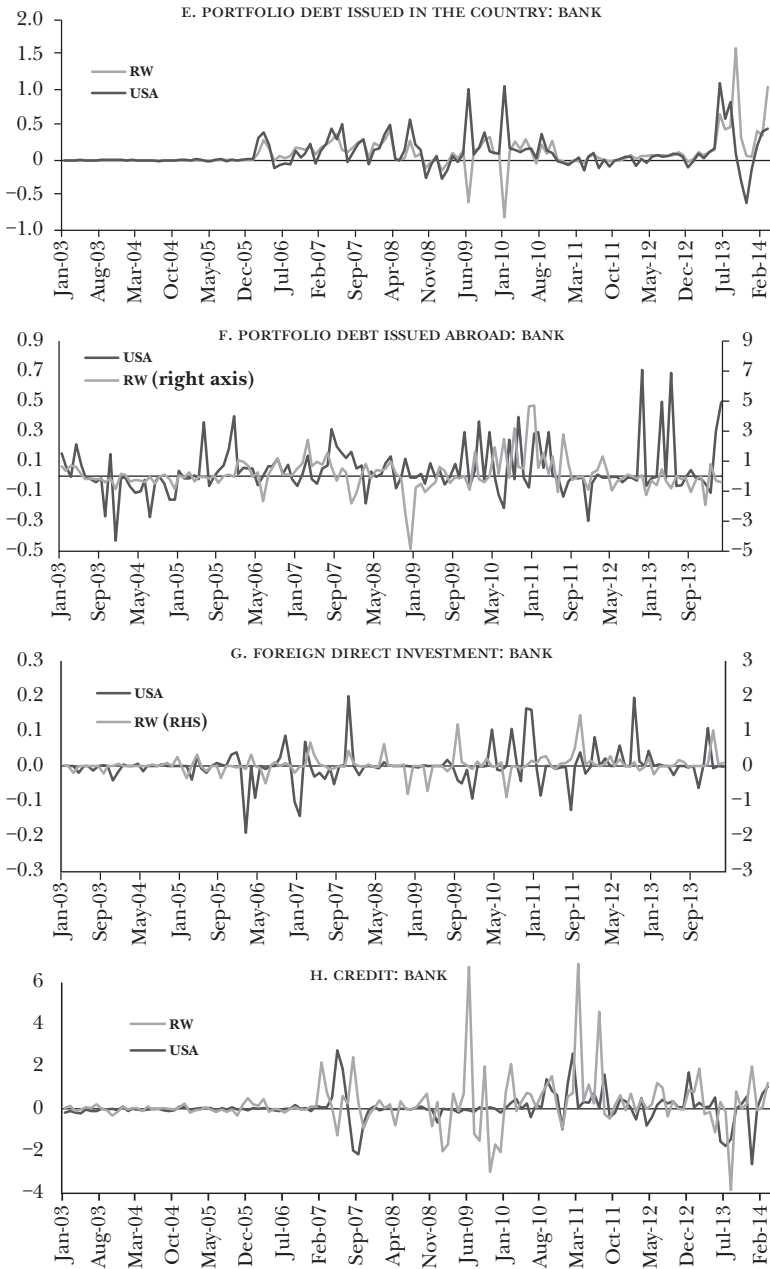 E. PORTFOLIO DEBT ISSUED IN THE COUNTRY: BANK
2.0
1.5
1.0
0.5
0
−0.5
−1.0
RW
USA
Jan-03
Aug-03
Mar-04
Oct-04
May-05
Dec-05
Jul-06
Feb-07
Sep-07
Apr-08
Nov-08
Jun-09
Jan-10
Aug-10
Mar-11
Oct-11
May-12
Dec-12
Jul-13
Feb-14
F. PORTFOLIO DEBT ISSUED ABROAD: BANK
0.9
0.7
0.5
0.3
0.1
−0.1
−0.3
−0.5
USA
RW (right axis)
9
7
5
3
1
−1
−3
−5
Jan-03
Sep-03
May-04
Jan-05
Sep-05
May-06
Jan-07
Sep-07
May-08
Jan-09
Sep-09
May-10
Jan-11
Sep-11
May-12
Jan-13
Sep-13
G. FOREIGN DIRECT INVESTMENT: BANK
0.3
0.2
0.1
0.0
−0.1
−0.2
−0.3
USA
RW (RHS)
3
2
1
0
−1
−2
−3
Jan-03
Sep-03
May-04
Jan-05
Sep-05
May-06
Jan-07
Sep-07
May-08
Jan-09
Sep-09
May-10
Jan-11
Sep-11
May-12
Jan-13
Sep-13
H. CREDIT: BANK
6
4
2
0
−2
−4
RW
USA
Jan-03
Aug-03
Mar-04
Oct-04
May-05
Dec-05
Jul-06
Feb-07
Sep-07
Apr-08
Nov-08
Jun-09
Jan-10
Aug-10
Mar-11
Oct-11
May-12
Dec-12
Jul-13
Feb-14